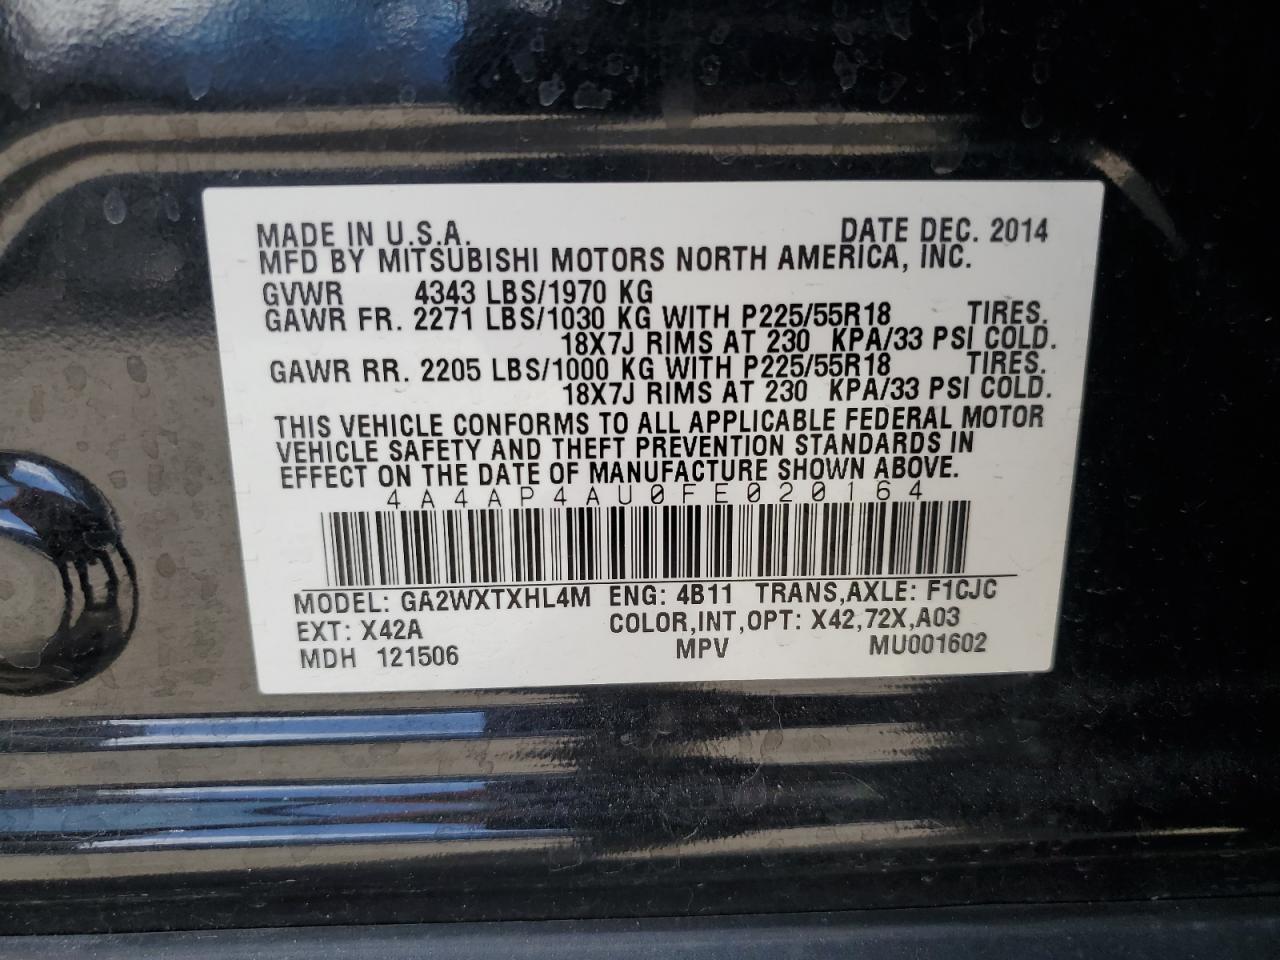 MADE IN U.S.A. DATE DEC. 2014
MFD BY MITSUBISHI MOTORS NORTH AMERICA, INC.
GVWR 4343 LBS/1970 KG
GAWR FR. 2271 LBS/1030 KG WITH P225/55R18 TIRES.
18X7J RIMS AT 230 KPA/33 PSI COLD.
GAWR RR. 2205 LBS/1000 KG WITH P225/55R18 TIRES.
18X7J RIMS AT 230 KPA/33 PSI COLD.
THIS VEHICLE CONFORMS TO ALL APPLICABLE FEDERAL MOTOR
VEHICLE SAFETY AND THEFT PREVENTION STANDARDS IN
EFFECT ON THE DATE OF MANUFACTURE SHOWN ABOVE.
4A4AP4AU0FE020164
MODEL: GA2WXTXHL4M ENG: 4B11 TRANS,AXLE: F1CJC
EXT: X42A COLOR,INT,OPT: X42,72X,A03
MDH 121506 MPV MU001602